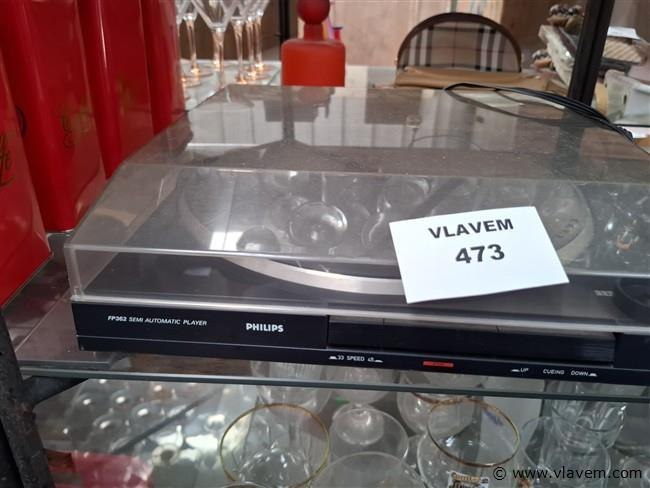 VLAVEM
473
FP362 SEMI AUTOMATIC PLAYER
PHILIPS
33 SPEED 45
UP CUEING DOWN
© www.vlavem.com